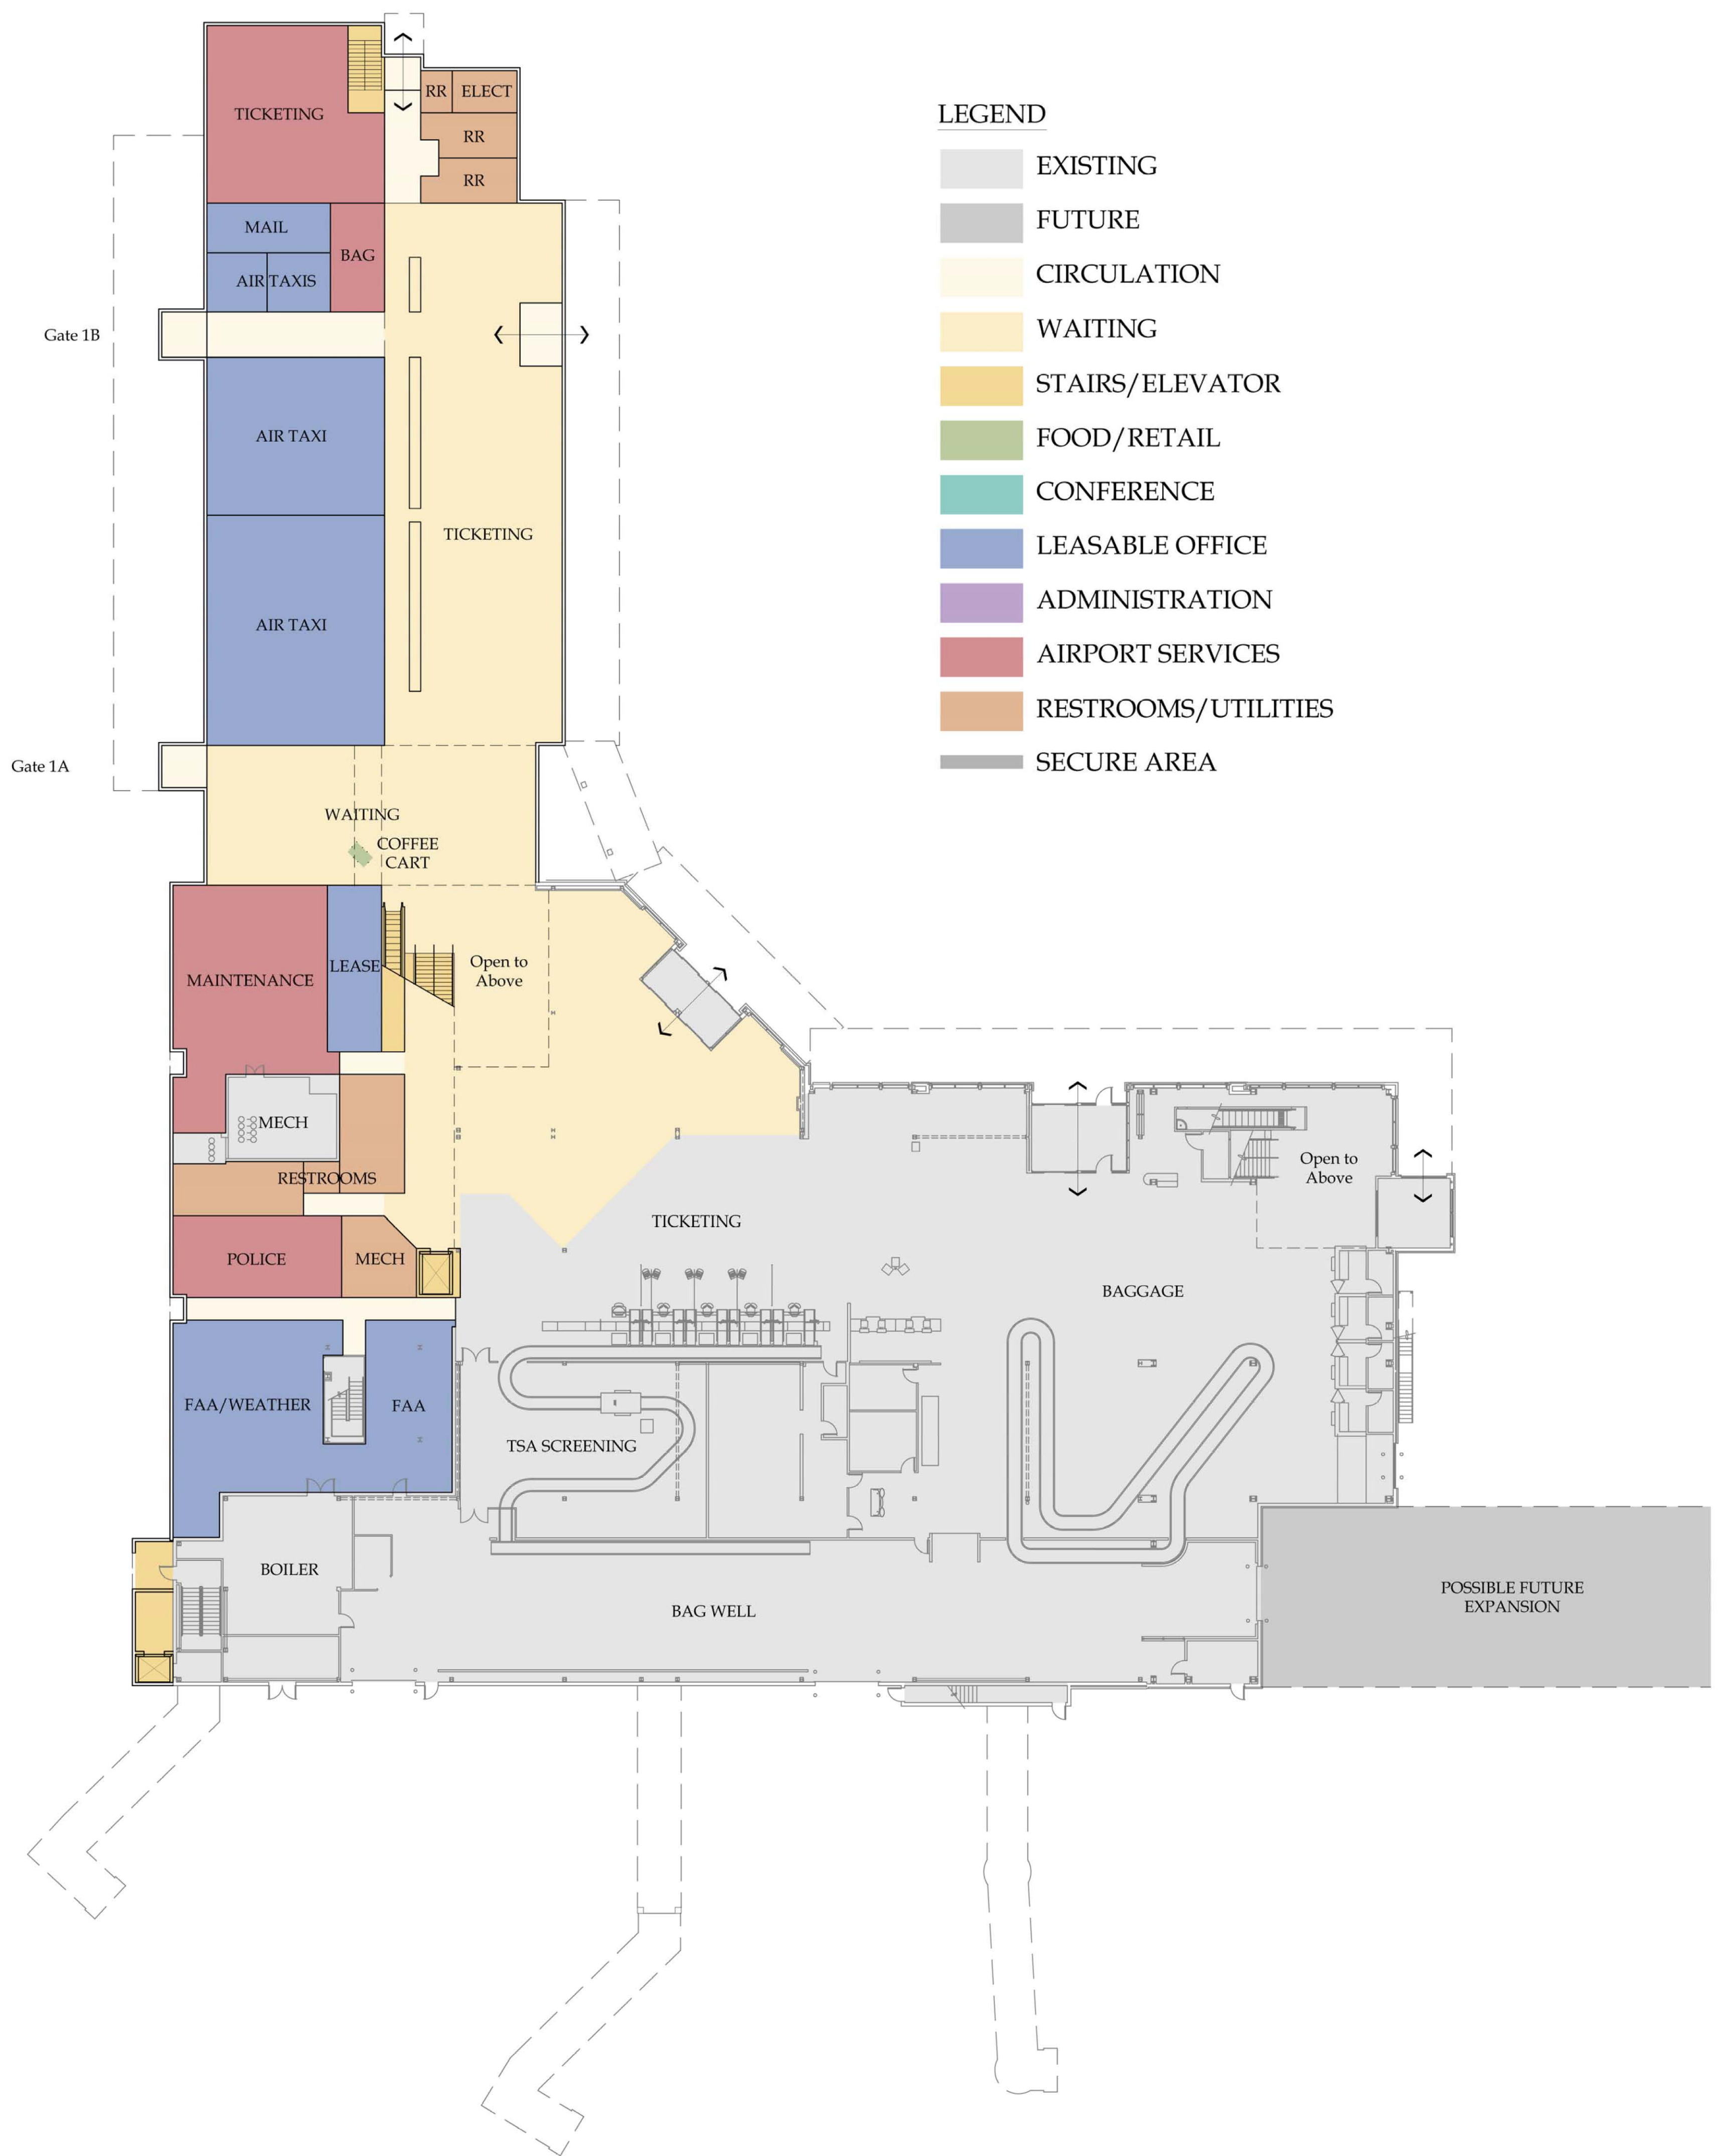 RR
ELECT
TICKETING
RR
RR
MAIL
BAG
AIR TAXIS
Gate 1B
AIR TAXI
TICKETING
AIR TAXI
Gate 1A
WAITING
COFFEE
CART
LEGEND
EXISTING
FUTURE
CIRCULATION
WAITING
STAIRS/ELEVATOR
FOOD/RETAIL
CONFERENCE
LEASABLE OFFICE
ADMINISTRATION
AIRPORT SERVICES
RESTROOMS/UTILITIES
SECURE AREA
MAINTENANCE
LEASE
Open to
Above
MECH
RESTROOMS
POLICE
MECH
TICKETING
Open to
Above
BAGGAGE
FAA/WEATHER
FAA
TSA SCREENING
BOILER
BAG WELL
POSSIBLE FUTURE
EXPANSION